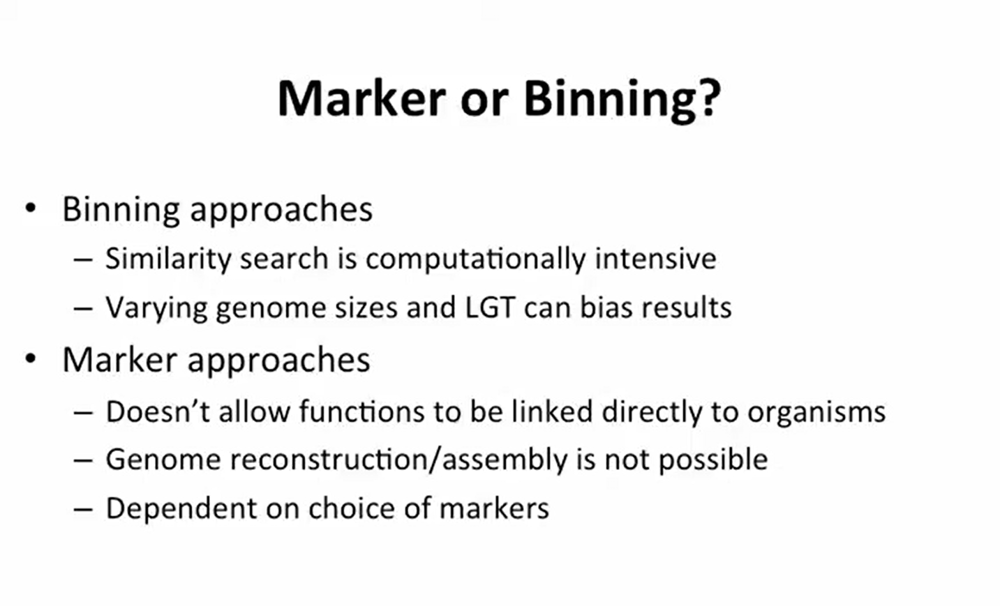 Marker or Binning?
• Binning approaches
– Similarity search is computationally intensive
– Varying genome sizes and LGT can bias results
• Marker approaches
– Doesn’t allow functions to be linked directly to organisms
– Genome reconstruction/assembly is not possible
– Dependent on choice of markers